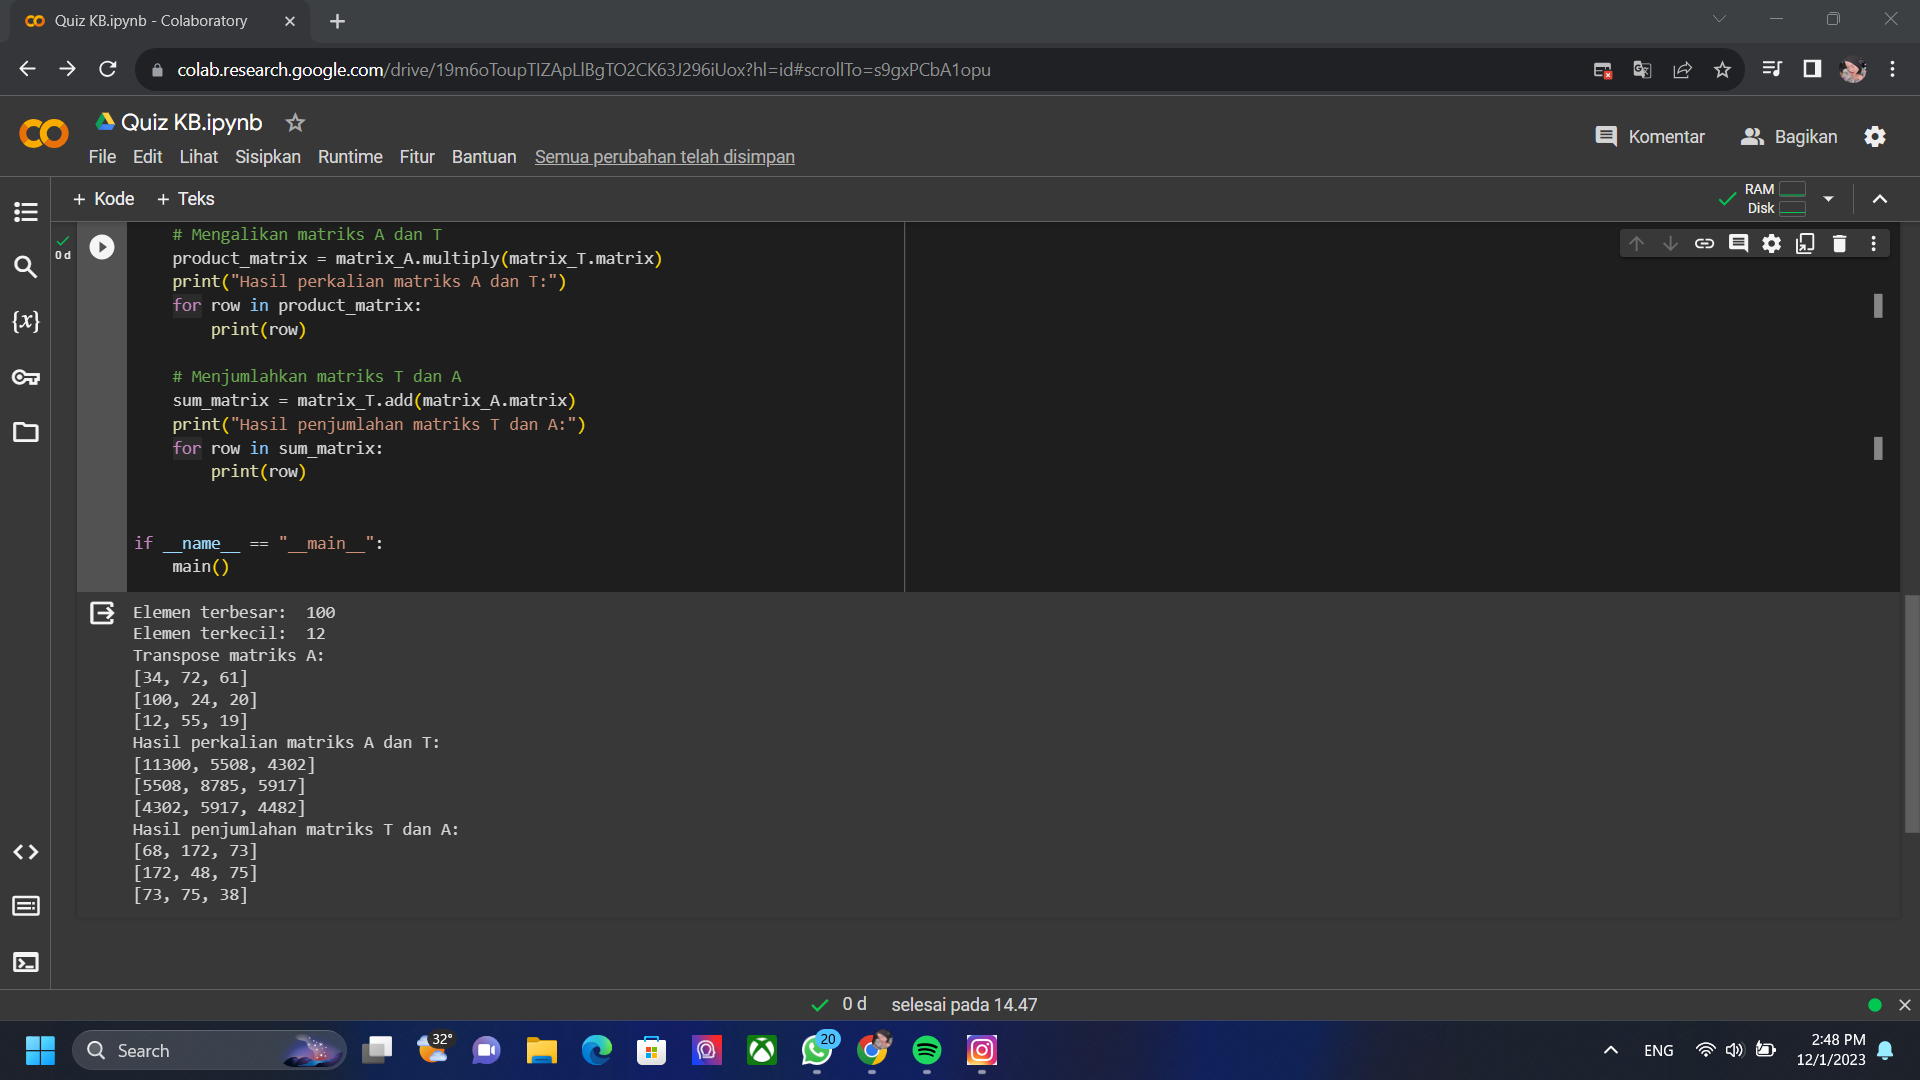 Quiz KB.ipynb - Colaboratory
colab.research.google.com/drive/19m6oToupTIZApLlBgTO2CK63J296iUox?hl=id#scrollTo=s9gxPCbA1opu
Quiz KB.ipynb
Komentar
Bagikan
File Edit Lihat Sisipkan Runtime Fitur Bantuan Semua perubahan telah disimpan
+ Kode + Teks
RAM
Disk
0 d
# Mengalikan matriks A dan T
product_matrix = matrix_A.multiply(matrix_T.matrix)
print("Hasil perkalian matriks A dan T:")
for row in product_matrix:
print(row)
# Menjumlahkan matriks T dan A
sum_matrix = matrix_T.add(matrix_A.matrix)
print("Hasil penjumlahan matriks T dan A:")
for row in sum_matrix:
print(row)
if __name__ == "__main__":
main()
Elemen terbesar:  100
Elemen terkecil:  12
Transpose matriks A:
[34, 72, 61]
[100, 24, 20]
[12, 55, 19]
Hasil perkalian matriks A dan T:
[11300, 5508, 4302]
[5508, 8785, 5917]
[4302, 5917, 4482]
Hasil penjumlahan matriks T dan A:
[68, 172, 73]
[172, 48, 75]
[73, 75, 38]
0 d selesai pada 14.47
Search
32°
20
ENG
2:48 PM
12/1/2023